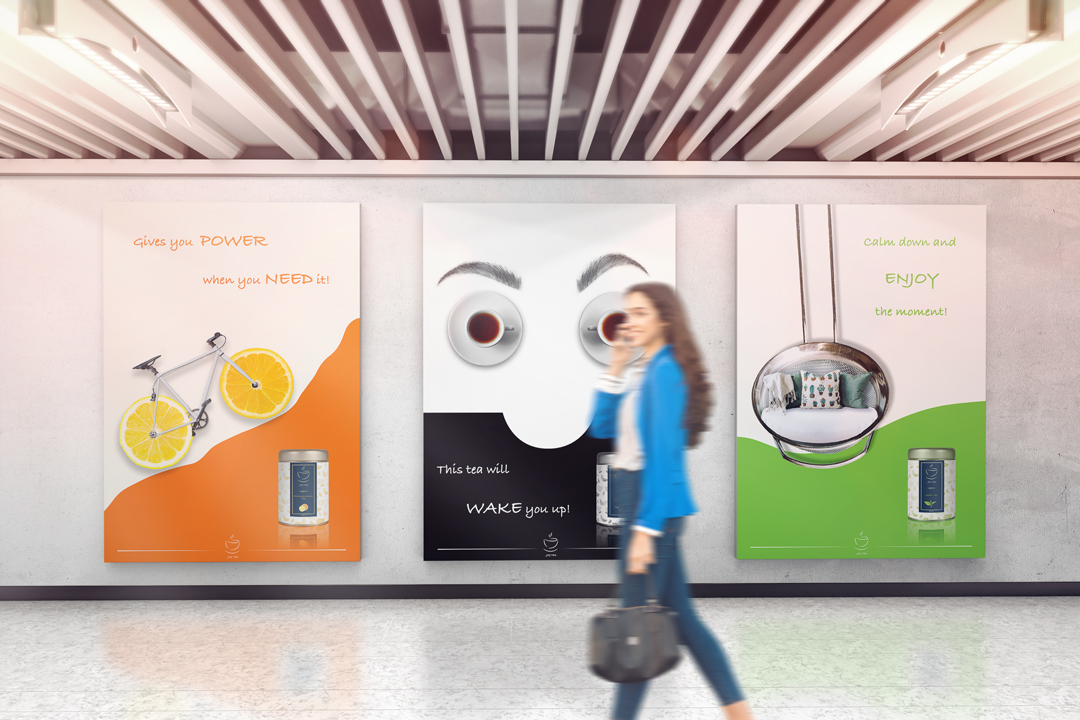 Gives you POWER
when you NEED it!
This tea will
WAKE you up!
Calm down and
ENJOY
the moment!